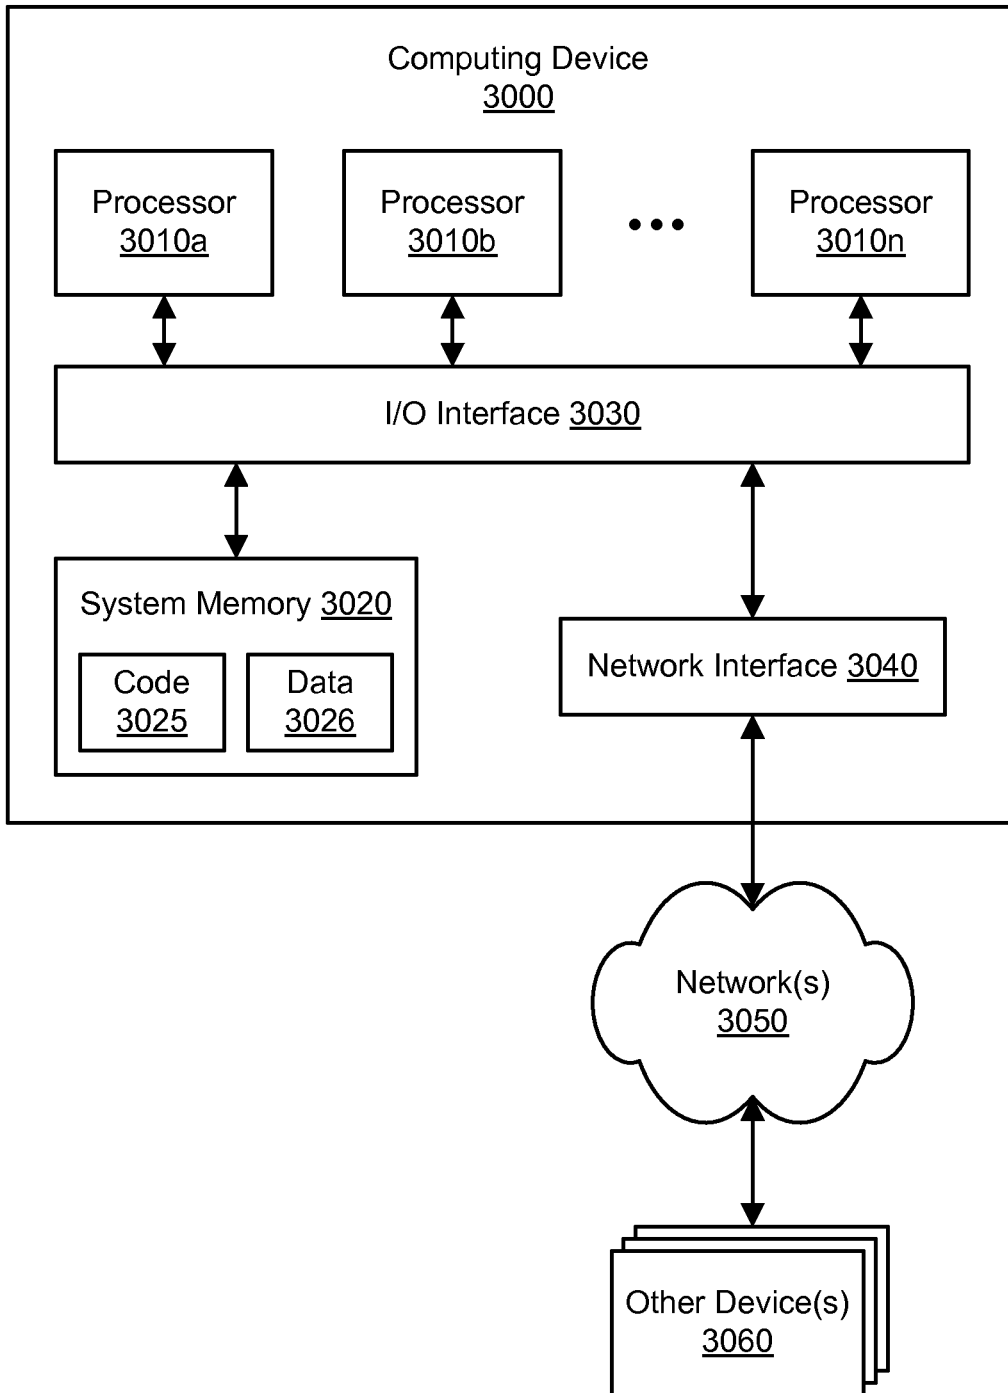 Computing Device
3000
Processor
3010a
Processor
3010b
Processor
3010n
I/O Interface 3030
System Memory 3020
Code
3025
Data
3026
Network Interface 3040
Network(s)
3050
Other Device(s)
3060